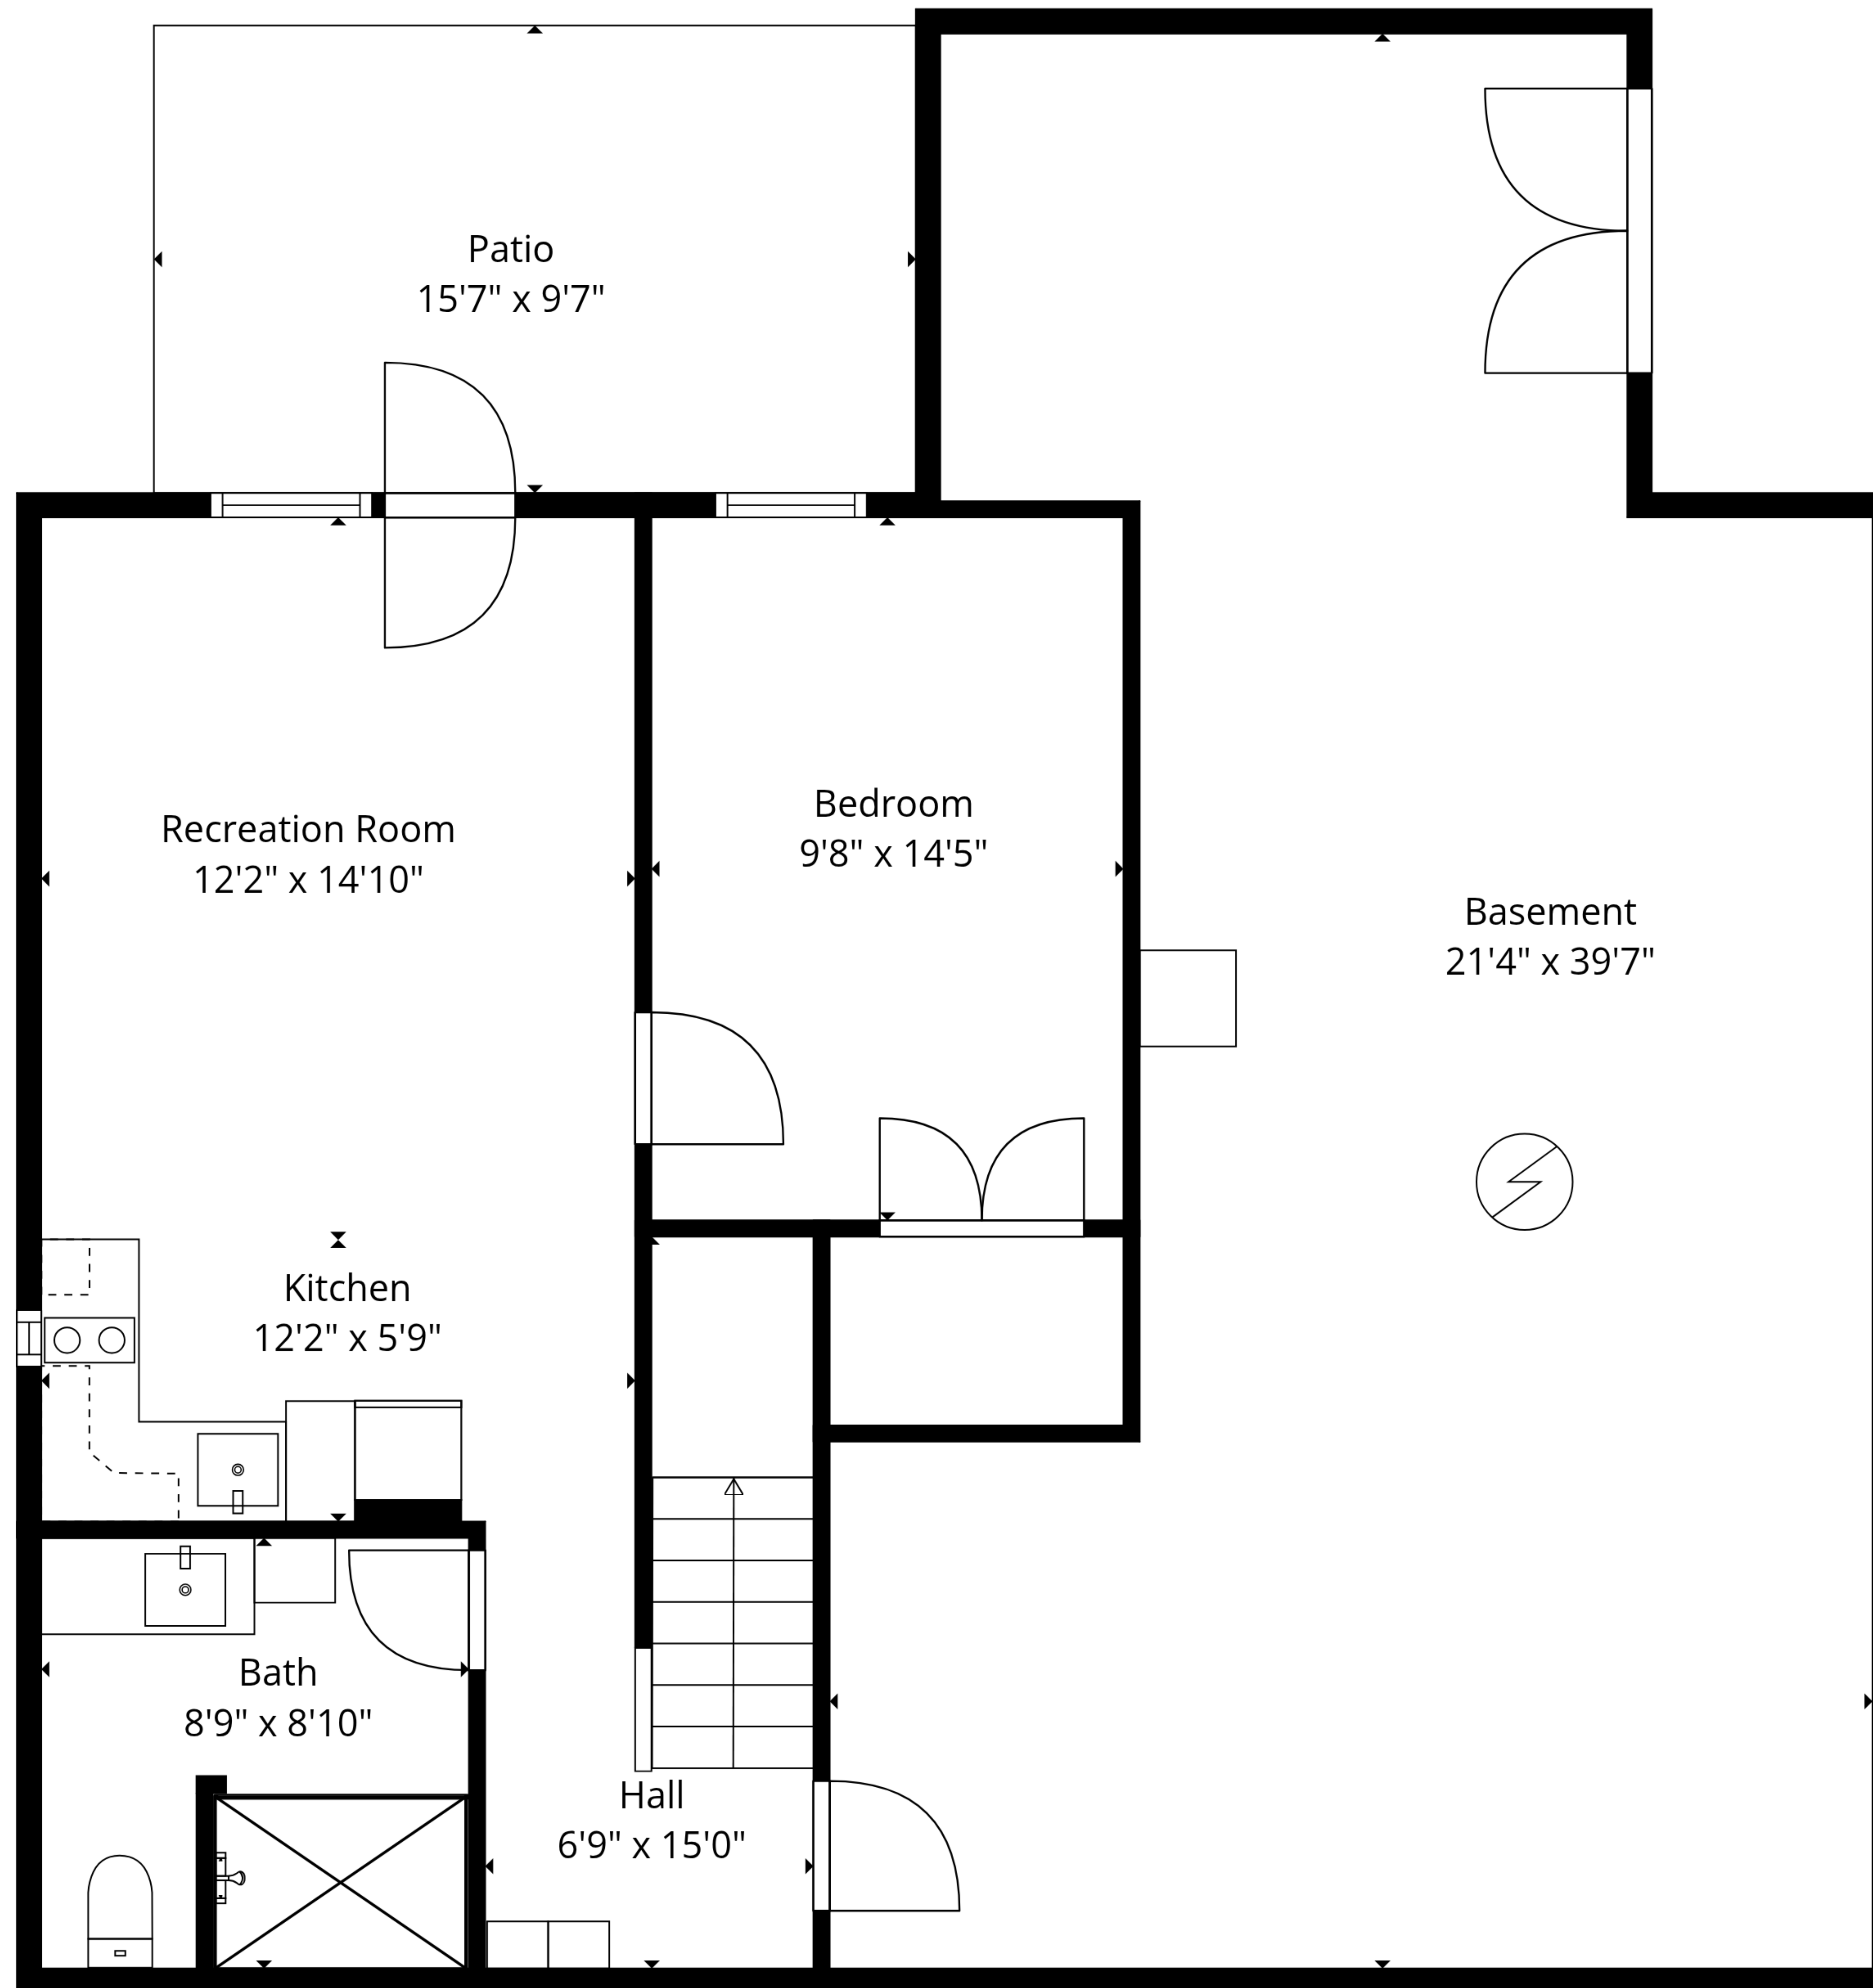 Patio
15'7" x 9'7"
Bedroom
9'8" x 14'5"
Recreation Room
12'2" x 14'10"
Basement
21'4" x 39'7"
Kitchen
12'2" x 5'9"
Bath
8'9" x 8'10"
Hall
6'9" x 15'0"